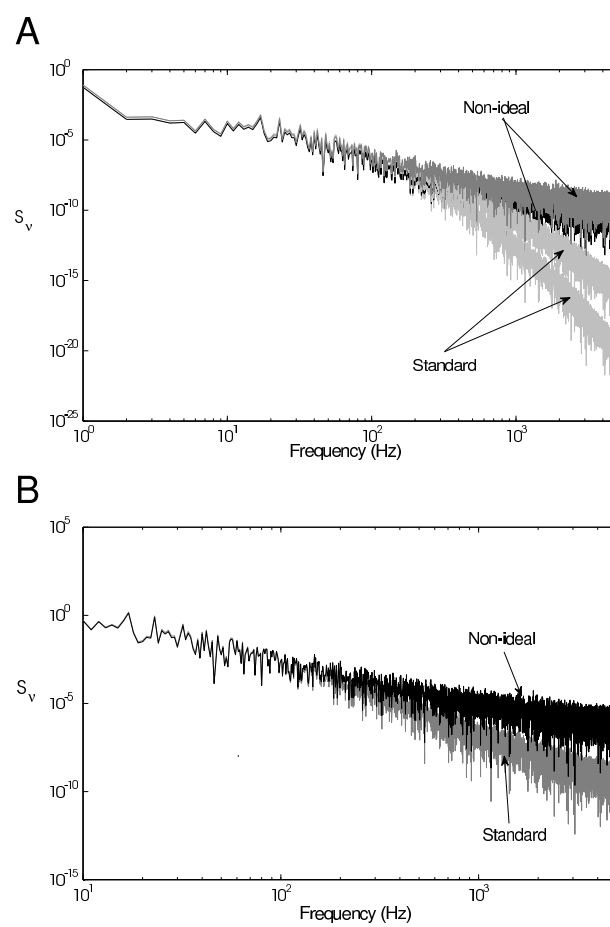 A
10^0
Non-ideal
10^-5
10^-10
S_ν
10^-15
10^-20
Standard
10^-25
10^0 10^1 10^2 10^3
Frequency (Hz)
B
10^5
10^0
Non-ideal
S_ν
10^-5
10^-10
Standard
10^-15
10^1 10^2 10^3
Frequency (Hz)